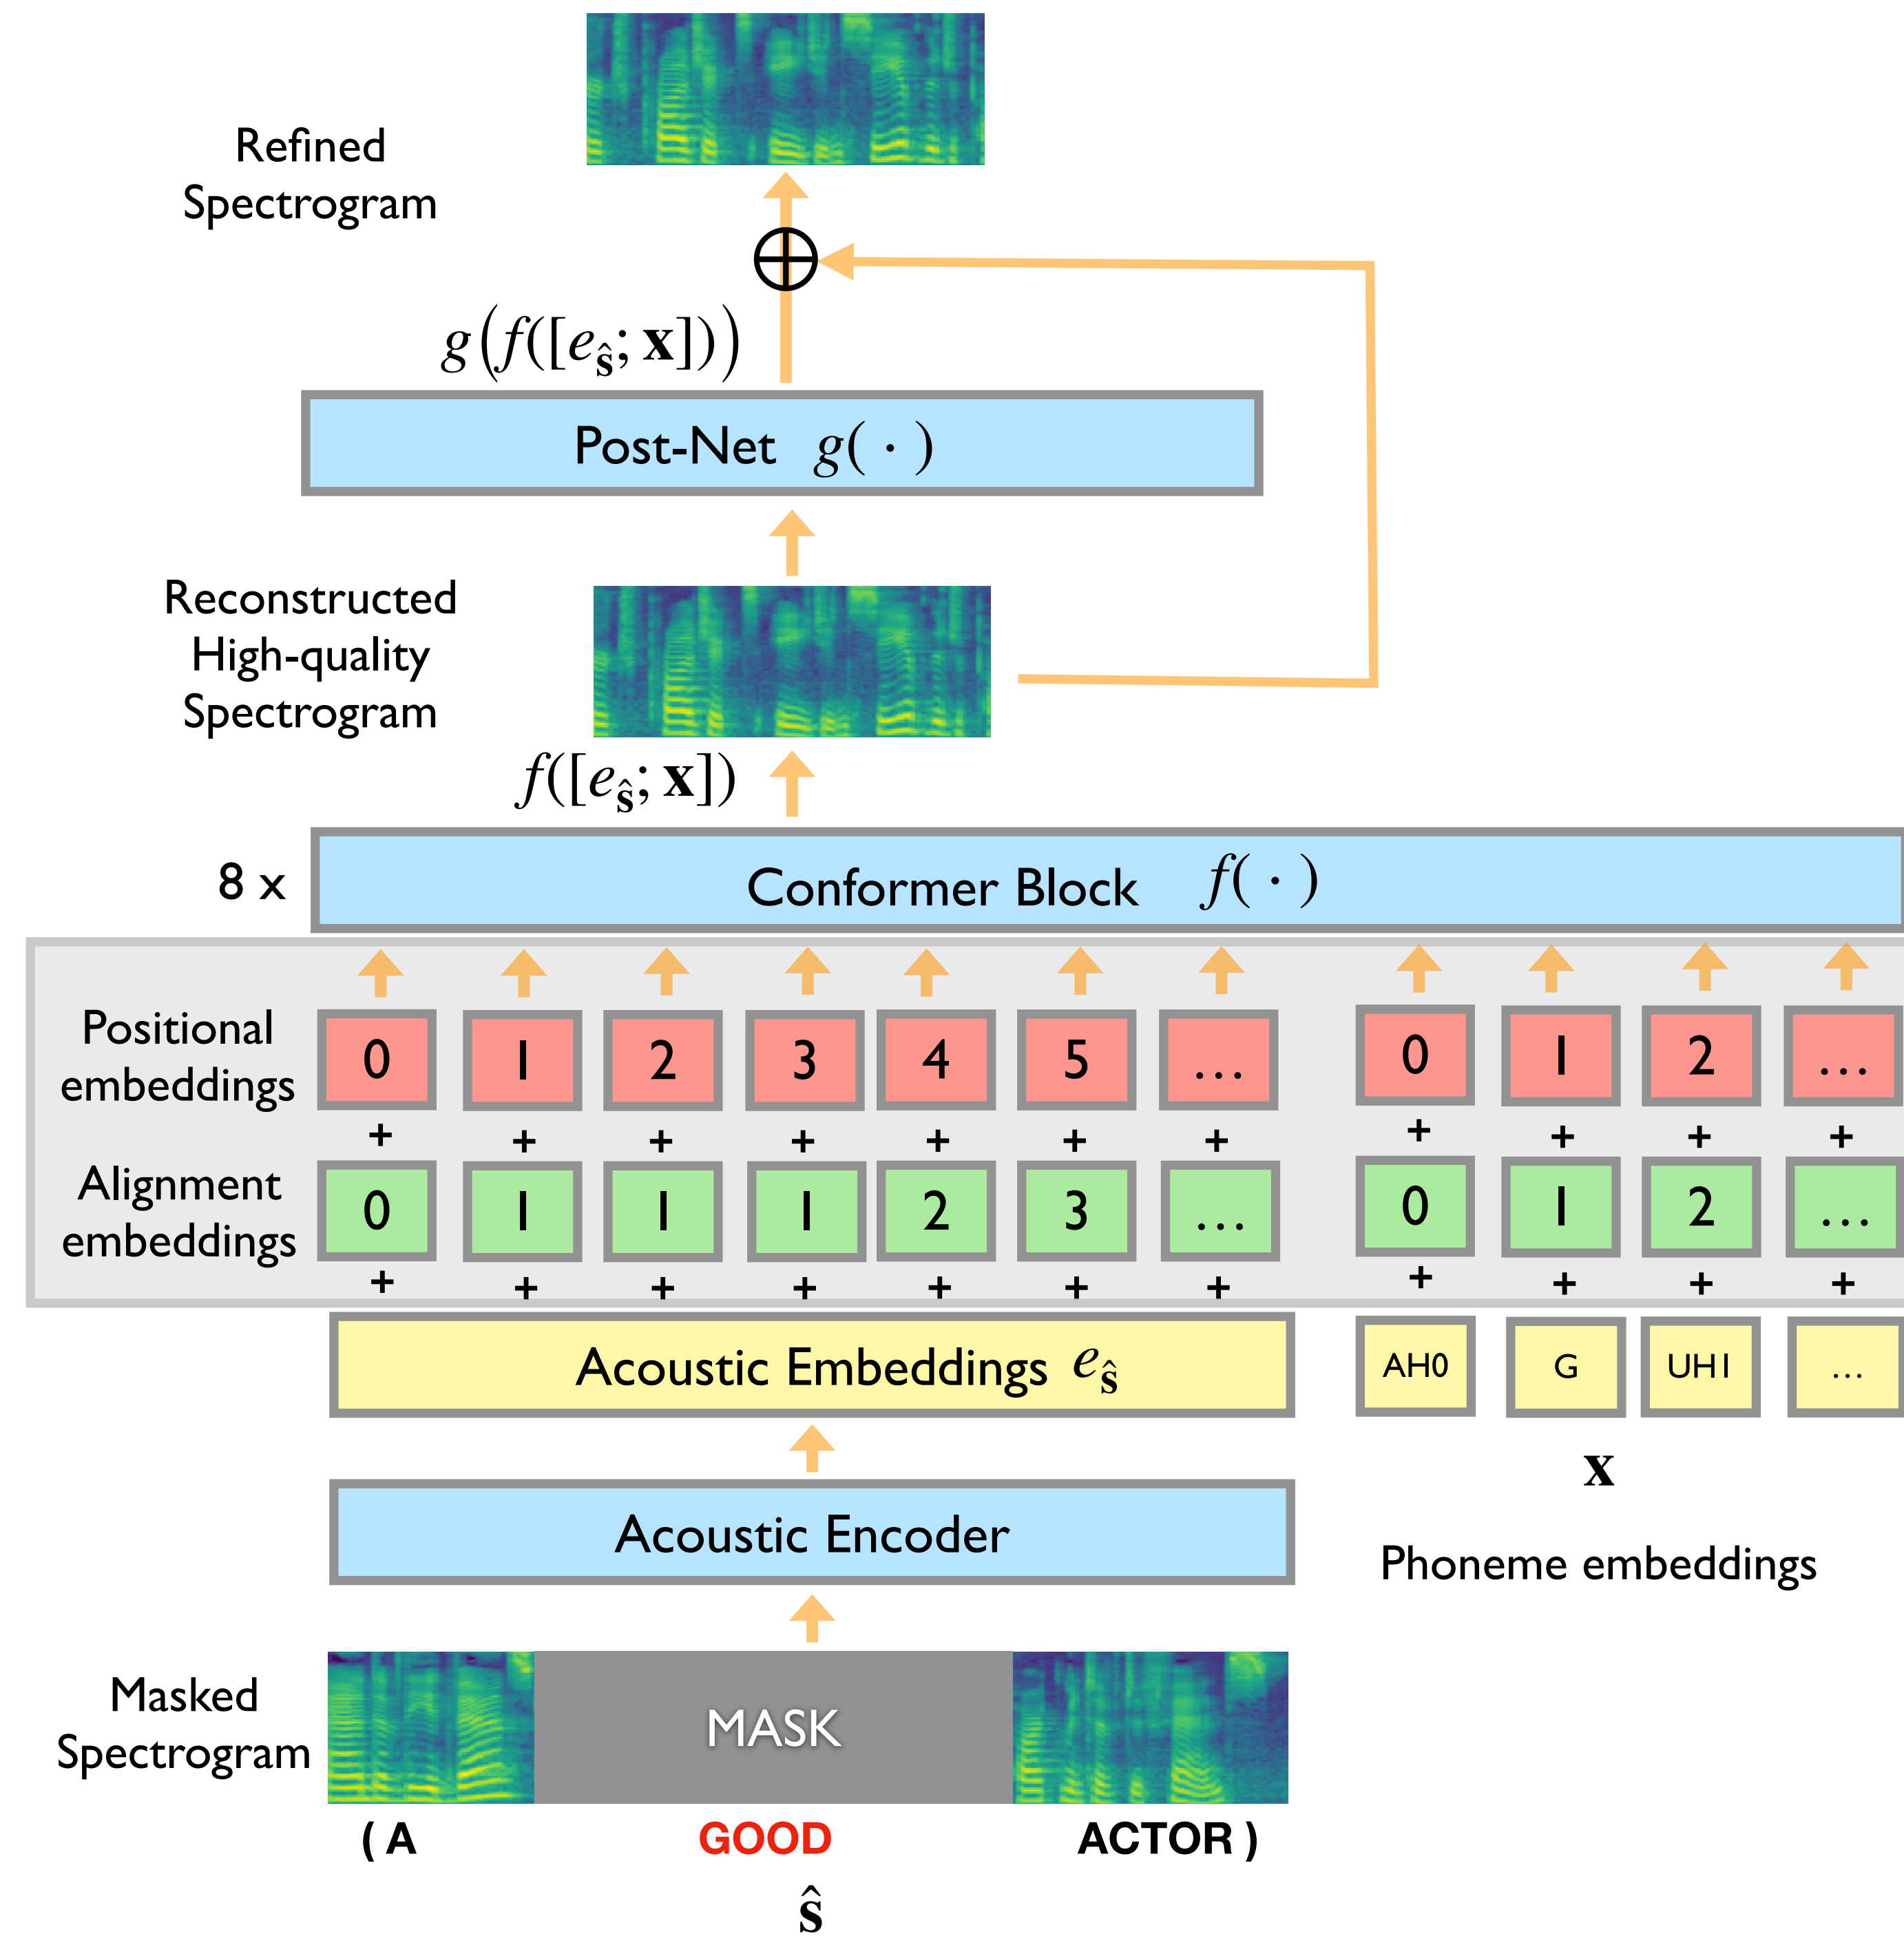 Refined
Spectrogram
g(f([e_ŝ; x]))
Post-Net g( · )
Reconstructed
High-quality
Spectrogram
f([e_ŝ; x])
8 x
Conformer Block f( · )
Positional
embeddings
0 1 2 3 4 5 ... 0 1 2 ...
+ + + + + + + + + + +
Alignment
embeddings
0 1 1 1 2 3 ... 0 1 2 ...
+ + + + + + + + + + +
Acoustic Embeddings e_ŝ
AH0 G UH1 ...
x
Acoustic Encoder
Phoneme embeddings
Masked
Spectrogram
MASK
( A GOOD ACTOR )
ŝ